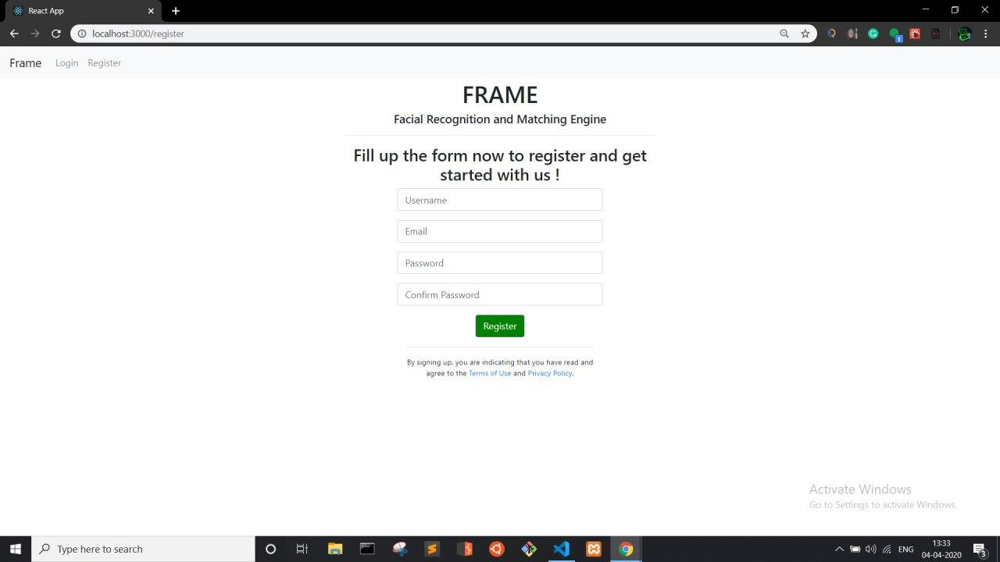 React App
localhost:3000/register
1
Frame
Login
Register
FRAME
Facial Recognition and Matching Engine
Fill up the form now to register and get
started with us !
Username
Email
Password
Confirm Password
Register
By signing up, you are indicating that you have read and
agree to the Terms of Use and Privacy Policy.
Activate Windows
Go to Settings to activate Windows.
Type here to search
ENG
13:33
04-04-2020
3